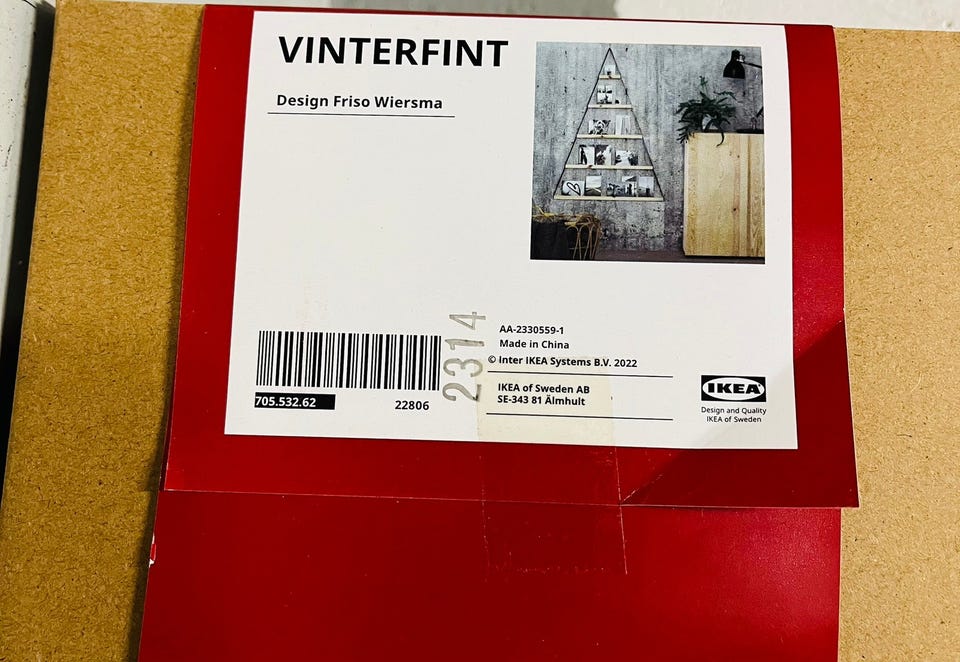 VINTERFINT
Design Friso Wiersma
705.532.62
22806
2314
AA-2330559-1
Made in China
© Inter IKEA Systems B.V. 2022
IKEA of Sweden AB
SE-343 81 Älmhult
IKEA
Design and Quality
IKEA of Sweden